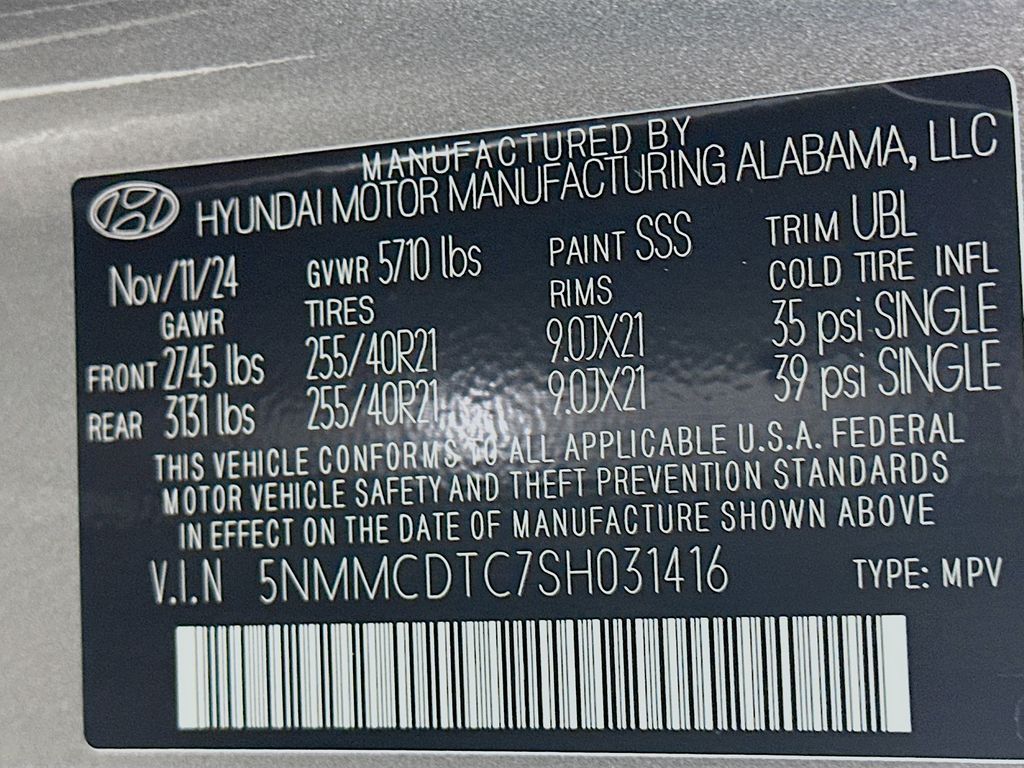 MANUFACTURED BY
HYUNDAI MOTOR MANUFACTURING ALABAMA, LLC
Nov/11/24 GVWR 5710 lbs PAINT SSS TRIM UBL
GAWR TIRES RIMS COLD TIRE INFL
FRONT 2745 lbs 255/40R21 9.0JX21 35 psi SINGLE
REAR 3131 lbs 255/40R21 9.0JX21 39 psi SINGLE
THIS VEHICLE CONFORMS TO ALL APPLICABLE U.S.A. FEDERAL
MOTOR VEHICLE SAFETY AND THEFT PREVENTION STANDARDS
IN EFFECT ON THE DATE OF MANUFACTURE SHOWN ABOVE
V.I.N 5NMMCDTC7SH031416 TYPE: MPV